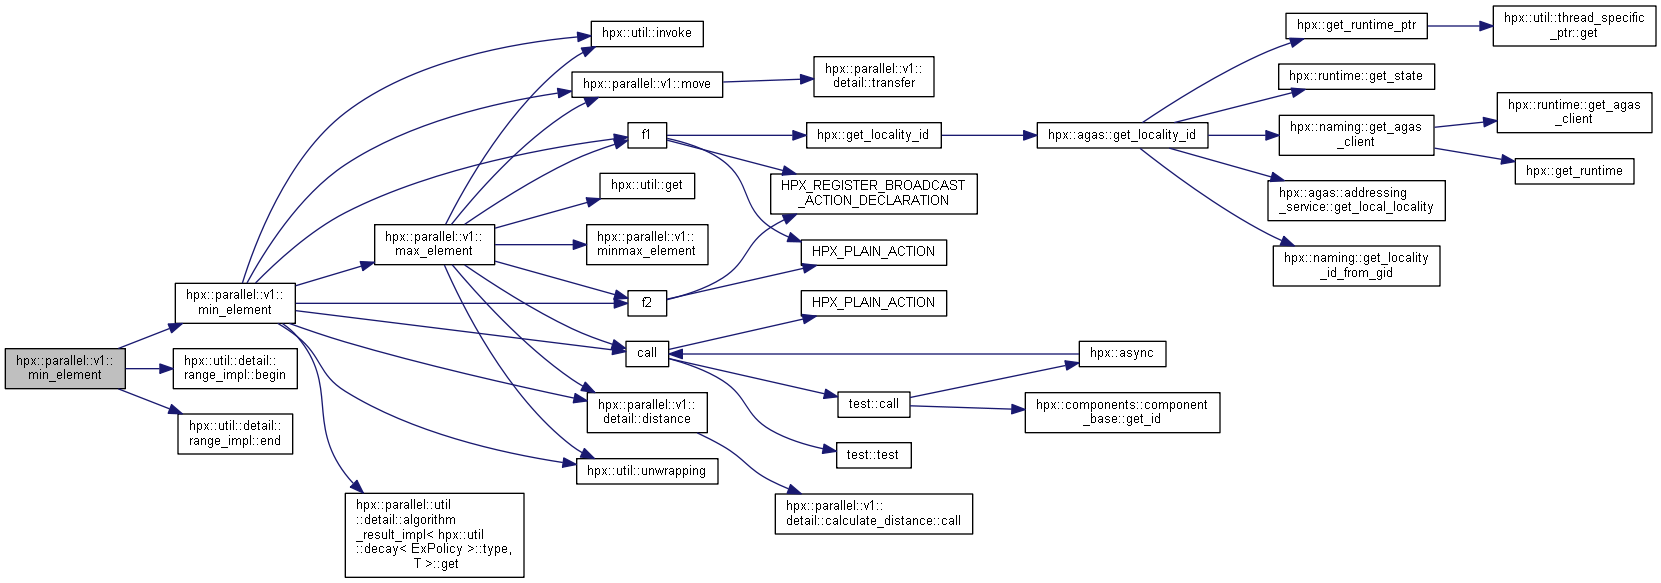 hpx::parallel::v1::
min_element
hpx::parallel::v1::
min_element
hpx::util::detail::
range_impl::begin
hpx::util::detail::
range_impl::end
hpx::parallel::util
::detail::algorithm
_result_impl< hpx::util
::decay< ExPolicy >::type,
T >::get
hpx::parallel::v1::
max_element
hpx::util::invoke
hpx::parallel::v1::move
f1
hpx::util::get
hpx::parallel::v1::
minmax_element
f2
call
hpx::parallel::v1::
detail::distance
hpx::util::unwrapping
hpx::parallel::v1::
detail::transfer
hpx::get_locality_id
HPX_REGISTER_BROADCAST
_ACTION_DECLARATION
HPX_PLAIN_ACTION
HPX_PLAIN_ACTION
test::call
test::test
hpx::parallel::v1::
detail::calculate_distance::call
hpx::agas::get_locality_id
hpx::async
hpx::components::component
_base::get_id
hpx::get_runtime_ptr
hpx::runtime::get_state
hpx::naming::get_agas
_client
hpx::agas::addressing
_service::get_local_locality
hpx::naming::get_locality
_id_from_gid
hpx::util::thread_specific
_ptr::get
hpx::runtime::get_agas
_client
hpx::get_runtime